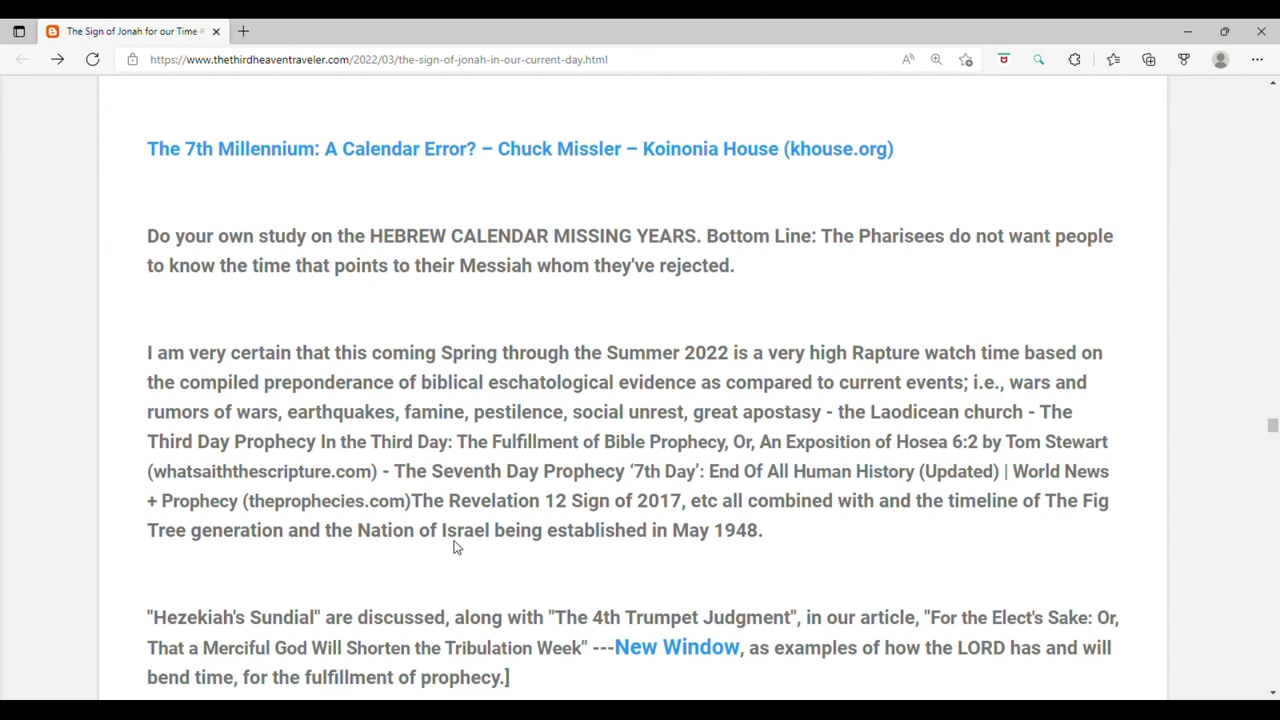 The Sign of Jonah for our Time
https://www.thethirdheaventraveler.com/2022/03/the-sign-of-jonah-in-our-current-day.html
The 7th Millennium: A Calendar Error? – Chuck Missler – Koinonia House (khouse.org)
Do your own study on the HEBREW CALENDAR MISSING YEARS. Bottom Line: The Pharisees do not want people
to know the time that points to their Messiah whom they've rejected.
I am very certain that this coming Spring through the Summer 2022 is a very high Rapture watch time based on
the compiled preponderance of biblical eschatological evidence as compared to current events; i.e., wars and
rumors of wars, earthquakes, famine, pestilence, social unrest, great apostasy - the Laodicean church - The
Third Day Prophecy In the Third Day: The Fulfillment of Bible Prophecy, Or, An Exposition of Hosea 6:2 by Tom Stewart
(whatsaiththescripture.com) - The Seventh Day Prophecy ‘7th Day’: End Of All Human History (Updated) | World News
+ Prophecy (theprophecies.com)The Revelation 12 Sign of 2017, etc all combined with and the timeline of The Fig
Tree generation and the Nation of Israel being established in May 1948.
"Hezekiah's Sundial" are discussed, along with "The 4th Trumpet Judgment", in our article, "For the Elect's Sake: Or,
That a Merciful God Will Shorten the Tribulation Week" ---New Window, as examples of how the LORD has and will
bend time, for the fulfillment of prophecy.]